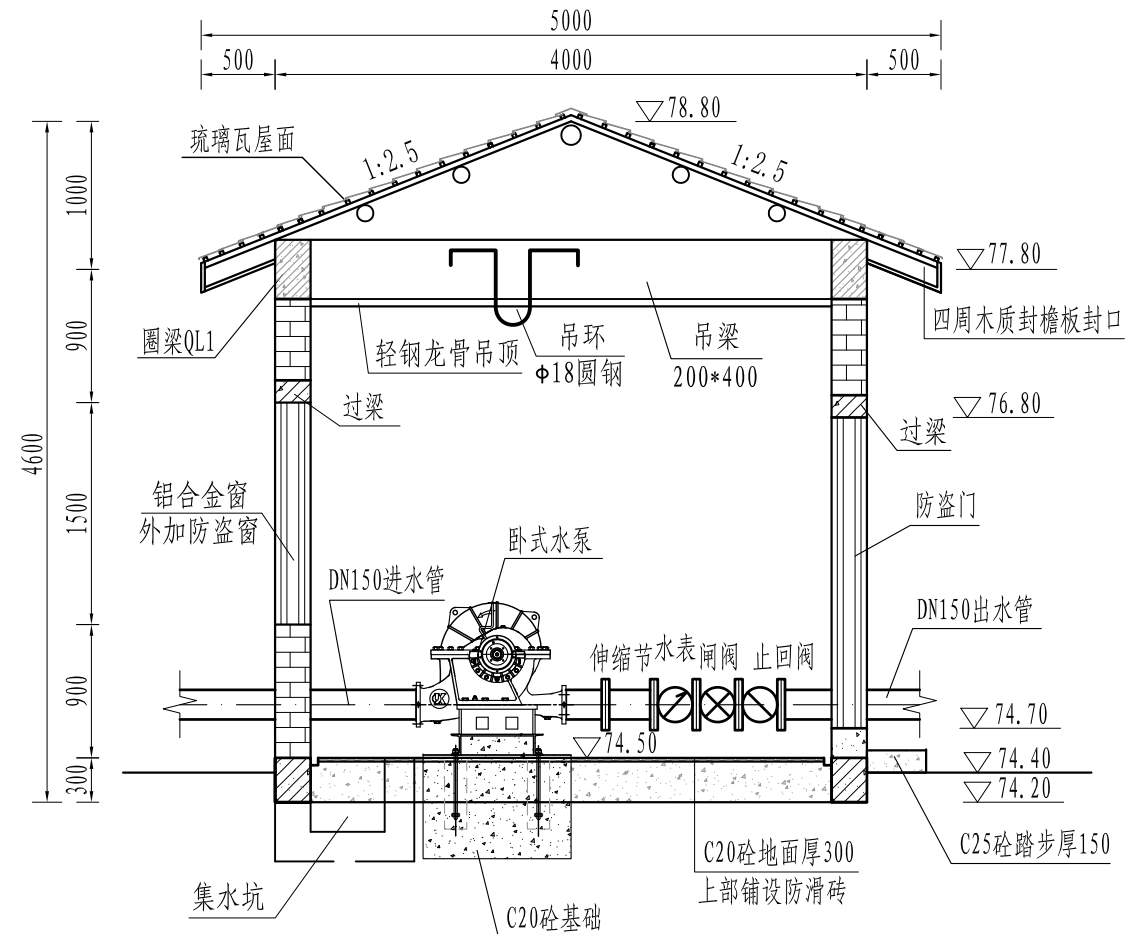 5000
500
4000
500
78.80
琉璃瓦屋面
1:2.5
1:2.5
1000
77.80
四周木质封檐板封口
圈梁QL1
900
轻钢龙骨吊顶
吊环
Φ18圆钢
吊梁
200*400
过梁
76.80
过梁
4600
铝合金窗
外加防盗窗
1500
防盗门
卧式水泵
DN150进水管
DN150出水管
伸缩节
水表
闸阀
止回阀
900
74.70
74.50
74.40
300
74.20
C25砼踏步厚150
C20砼地面厚300
上部铺设防滑砖
集水坑
C20砼基础